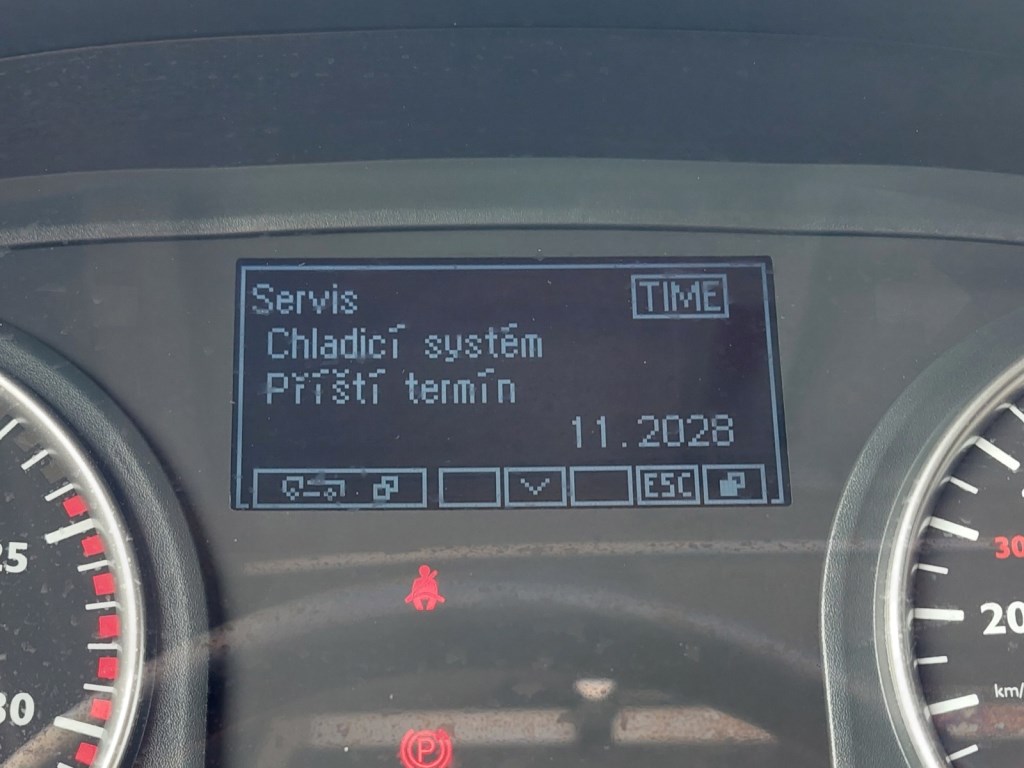 Servis TIME
Chladicí systém
Příští termín
11.2028
ESC
25
30
20
km/
P